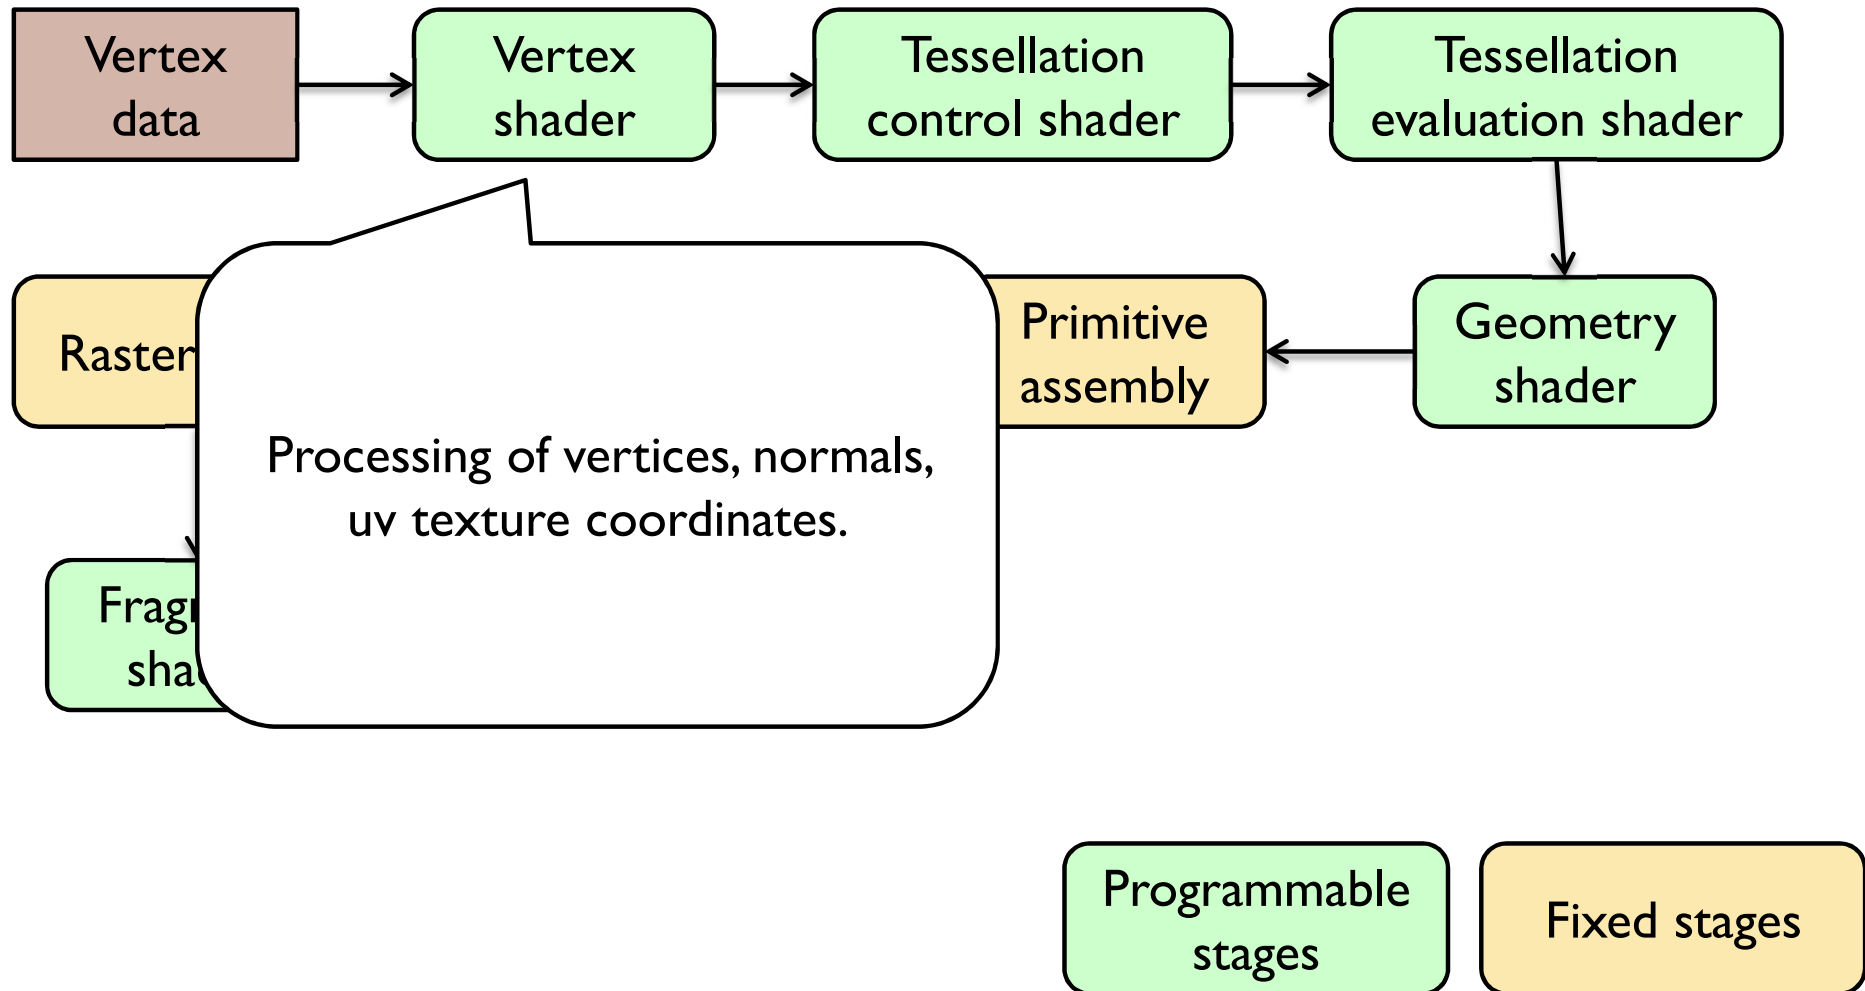 Vertex
data
Vertex
shader
Tessellation
control shader
Tessellation
evaluation shader
Raster
Primitive
assembly
Geometry
shader
Processing of vertices, normals,
uv texture coordinates.
Frag
sha
Programmable
stages
Fixed stages